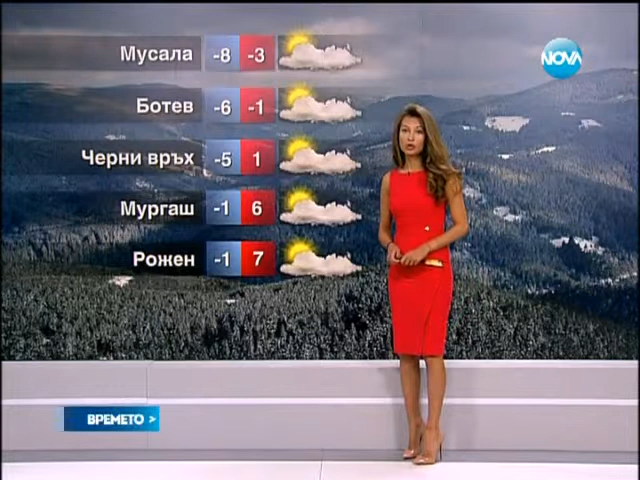 Мусала -8 -3
NOVA
Ботев -6 -1
Черни връх -5 1
Мургаш -1 6
Рожен -1 7
ВРЕМЕТО >